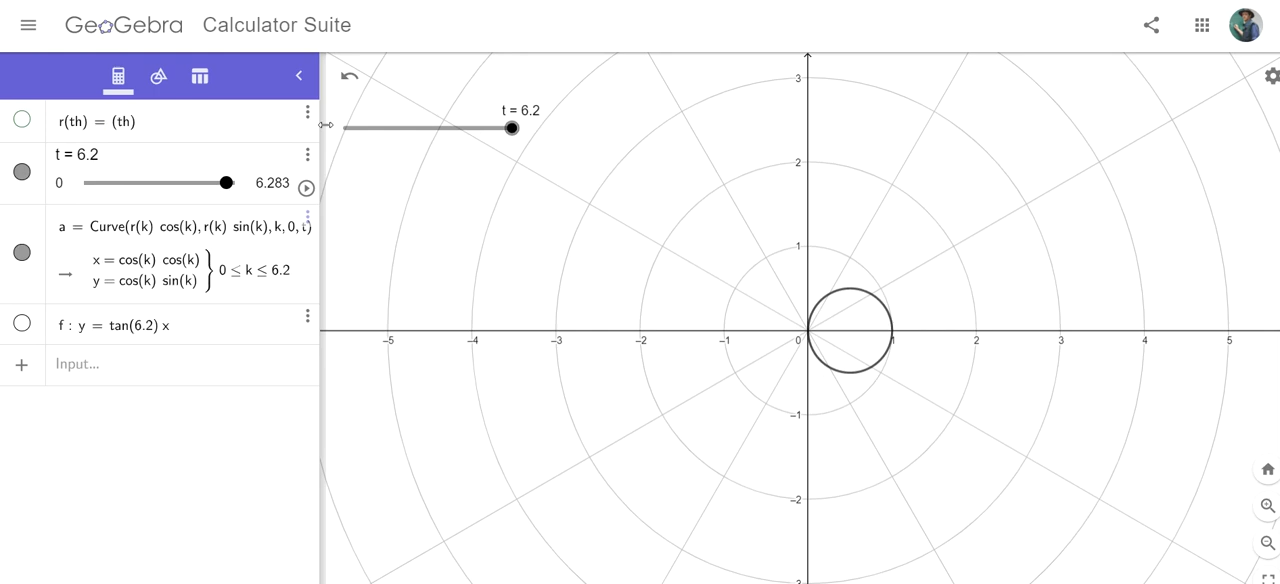 GeoGebra Calculator Suite
r(th) = (th)
t = 6.2
0 6.283
a = Curve(r(k) cos(k), r(k) sin(k), k, 0, t)
→ x = cos(k) cos(k)
y = cos(k) sin(k)
} 0 ≤ k ≤ 6.2
f : y = tan(6.2) x
+ Input...
t = 6.2
3
2
1
−5 −4 −3 −2 −1 0 1 2 3 4 5
−1
−2
3